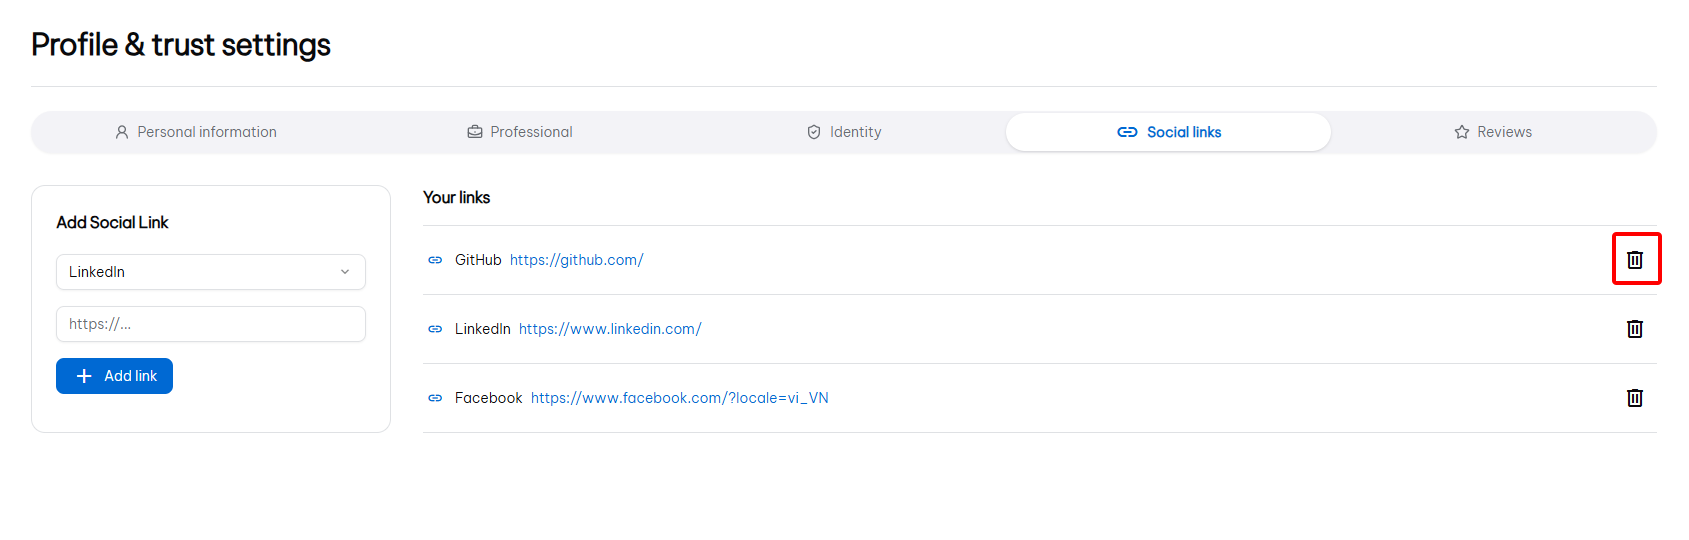 Profile & trust settings
Personal information
Professional
Identity
Social links
Reviews
Add Social Link
LinkedIn
https://...
Add link
Your links
GitHub https://github.com/
LinkedIn https://www.linkedin.com/
Facebook https://www.facebook.com/?locale=vi_VN